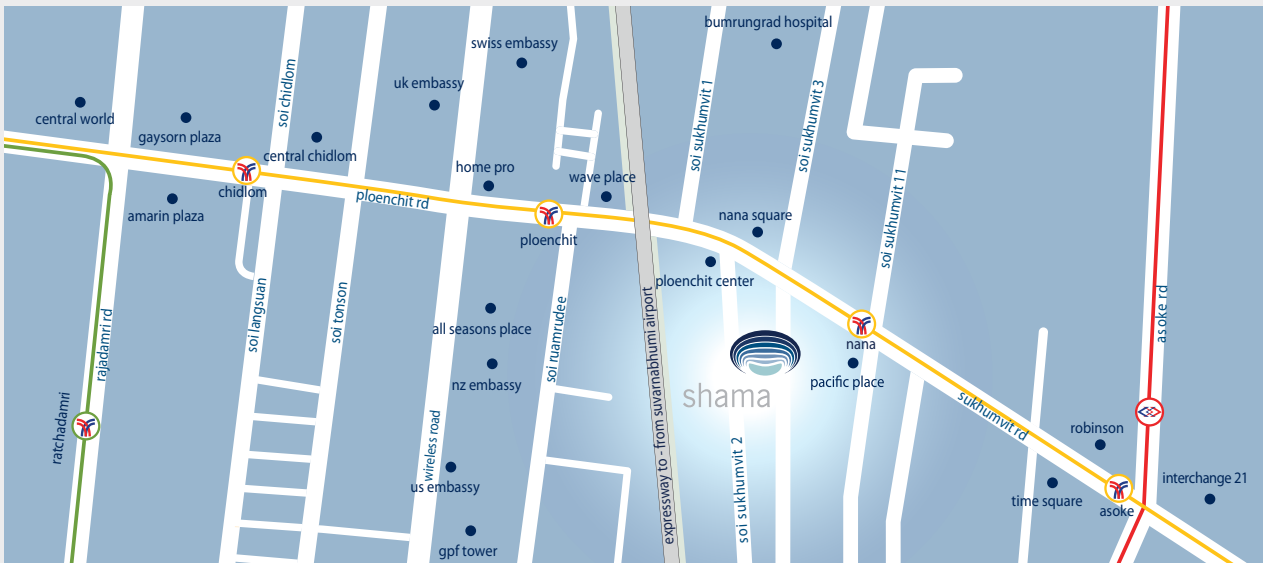 bumrungrad hospital
swiss embassy
uk embassy
soi chidlom
soi sukhumvit 1
soi sukhumvit 3
central world
gaysorn plaza
central chidlom
home pro
wave place
chidlom
ploenchit rd
amarin plaza
nana square
soi sukhumvit 11
ploenchit
ploenchit center
soi langsuan
soi tonson
all seasons place
soi ruamrudee
expressway to - from suvarnabhumi airport
rajadamri rd
asoke rd
nana
nz embassy
pacific place
shama
ratchadamri
wireless road
sukhumvit rd
robinson
soi sukhumvit 2
us embassy
time square
interchange 21
asoke
gpf tower